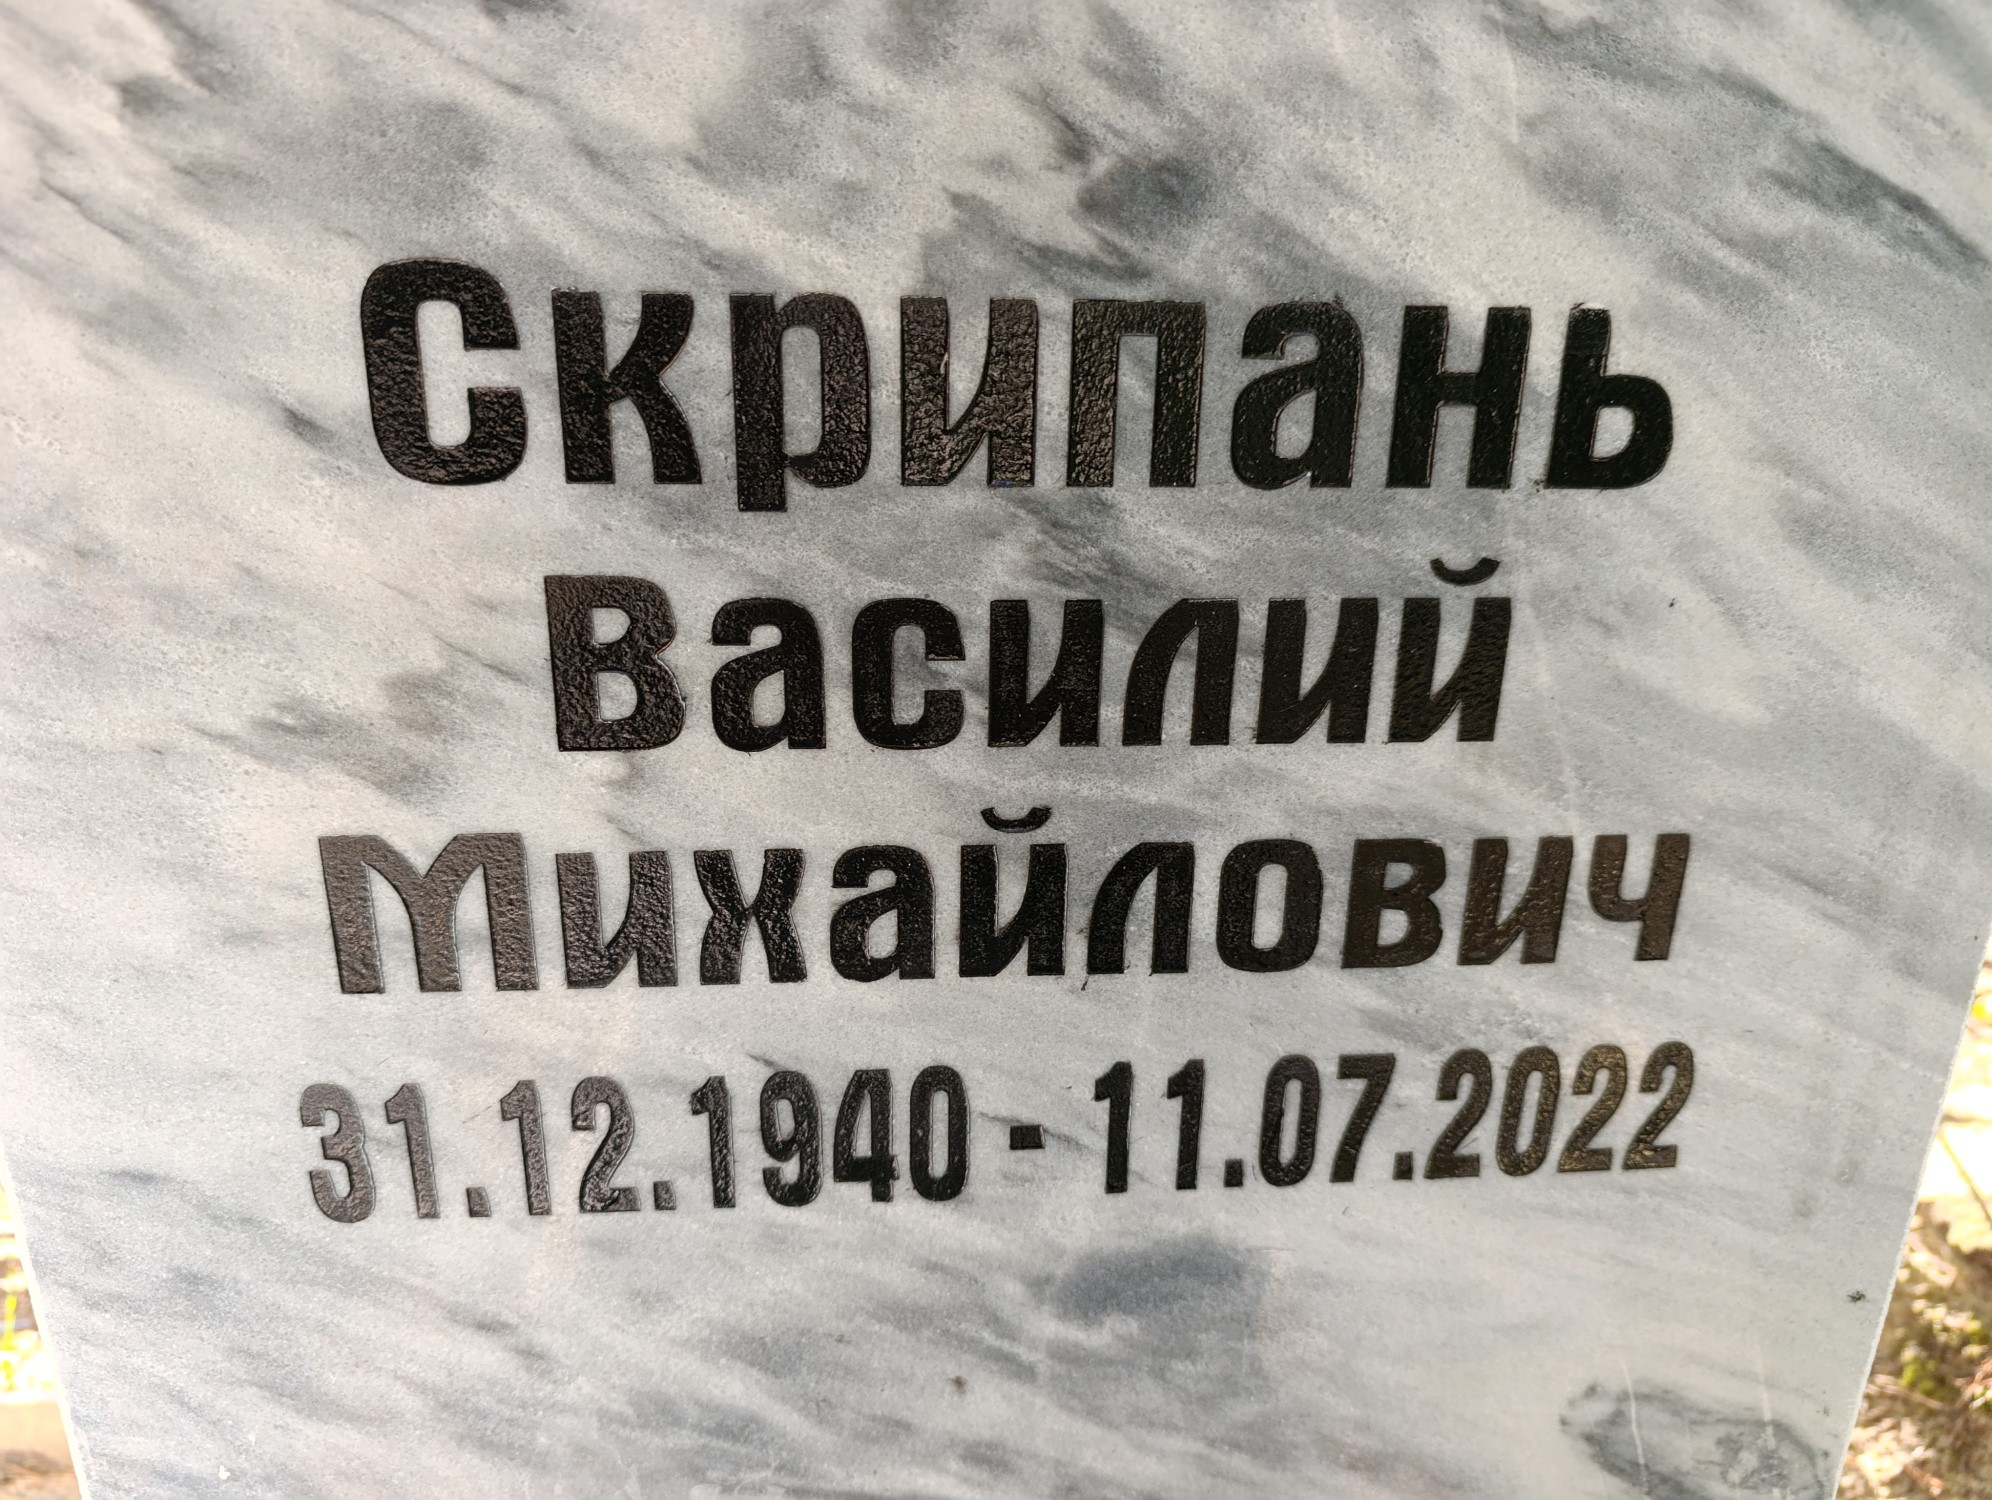 Скрипань
Василий
Михайлович
31.12.1940 - 11.07.2022